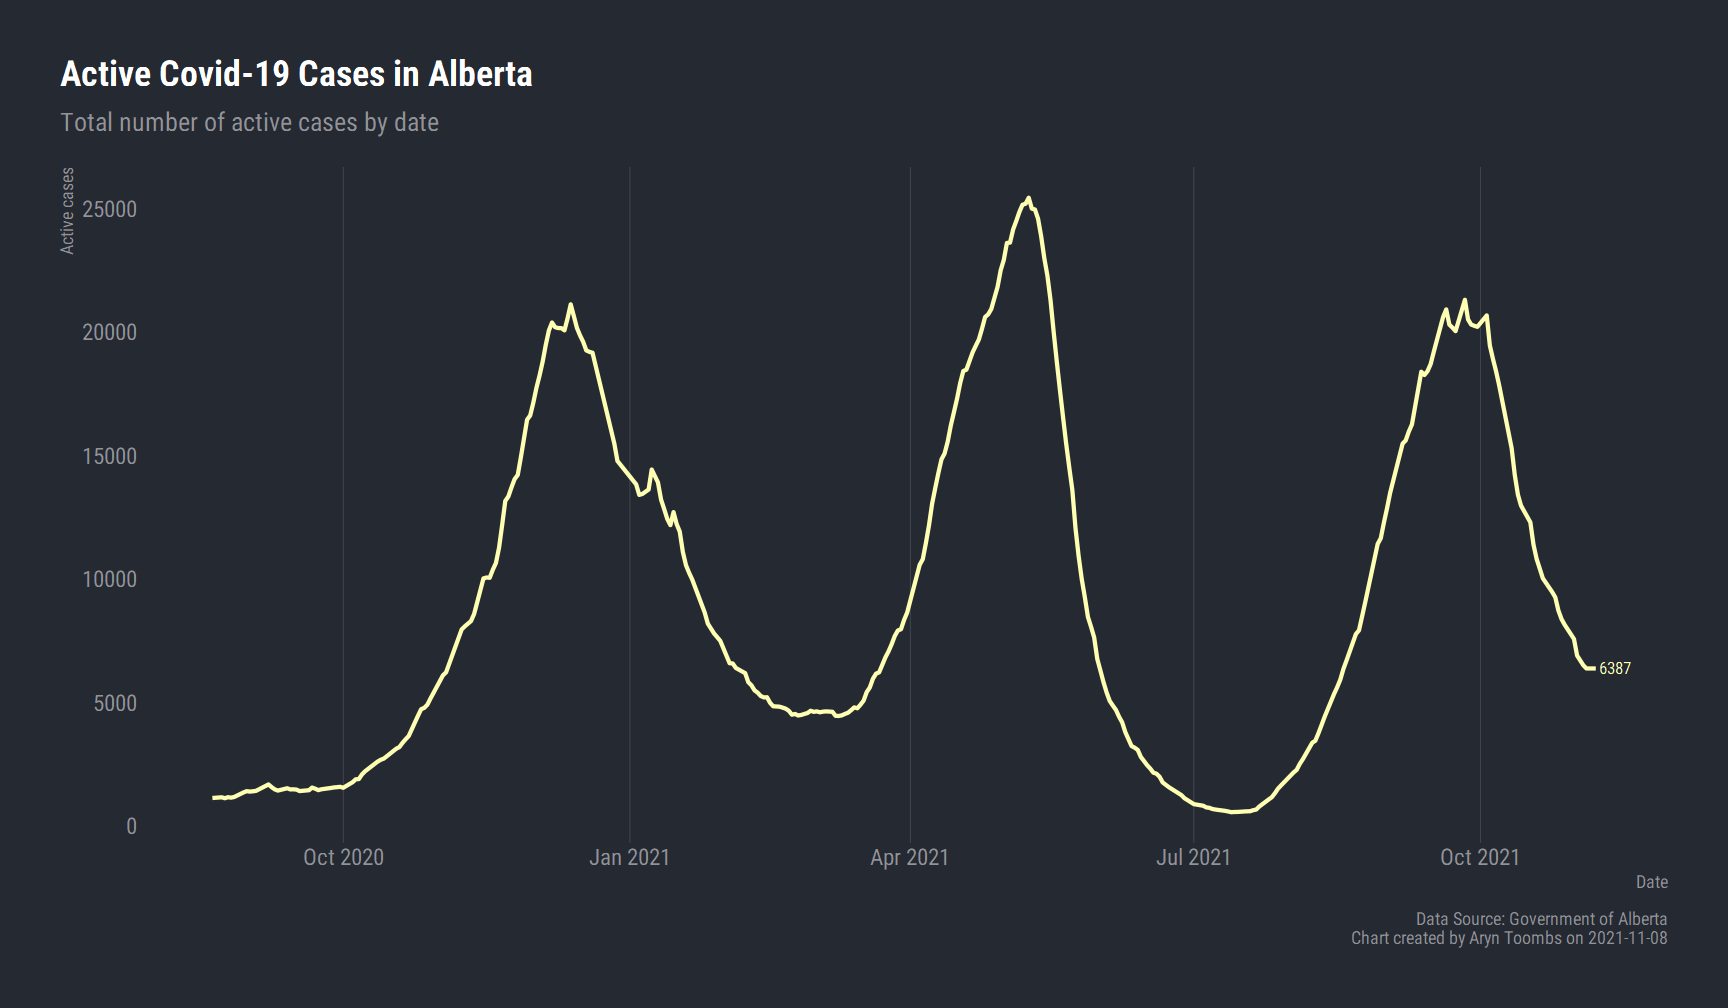 Active Covid-19 Cases in Alberta
Total number of active cases by date
Active cases
25000
20000
15000
10000
5000
0
6387
Oct 2020
Jan 2021
Apr 2021
Jul 2021
Oct 2021
Date
Data Source: Government of Alberta
Chart created by Aryn Toombs on 2021-11-08